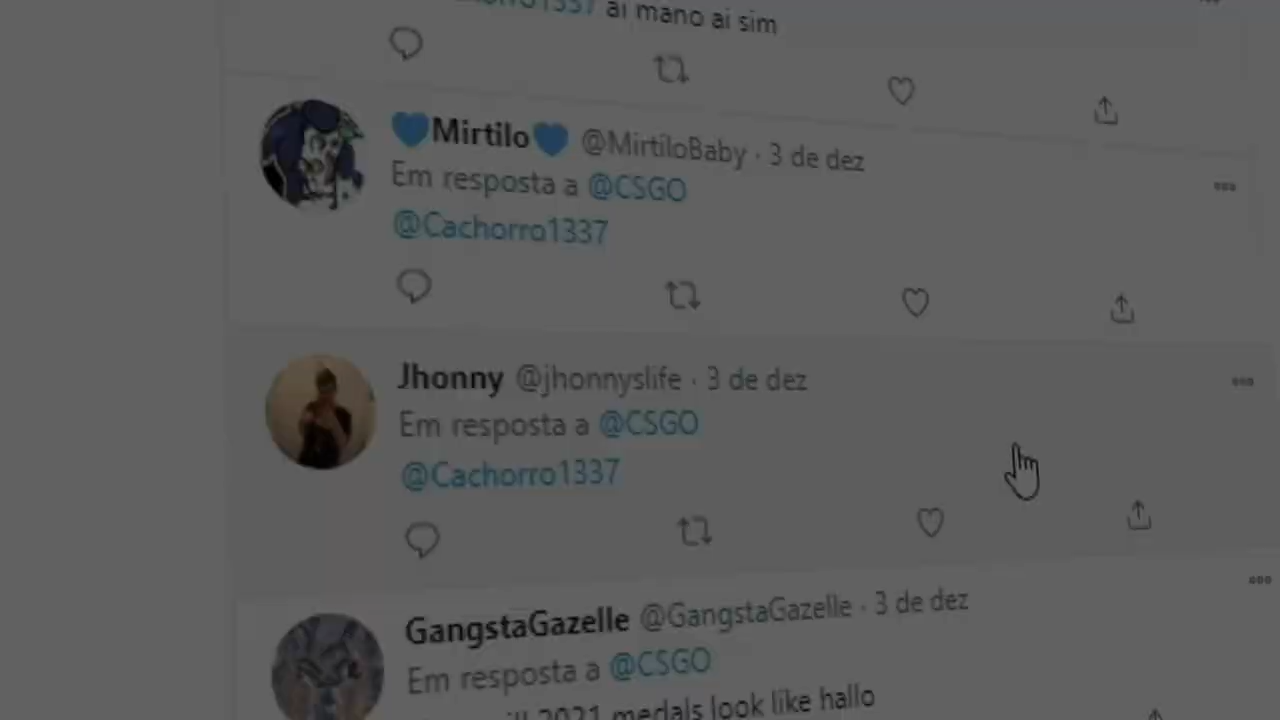 ai mano ai sim
💙Mirtilo💙 @MirtiloBaby · 3 de dez
Em resposta a @CSGO
@Cachorro1337
Jhonny @jhonnyslife · 3 de dez
Em resposta a @CSGO
@Cachorro1337
GangstaGazelle @GangstaGazelle · 3 de dez
Em resposta a @CSGO
2021 medals look like hallo